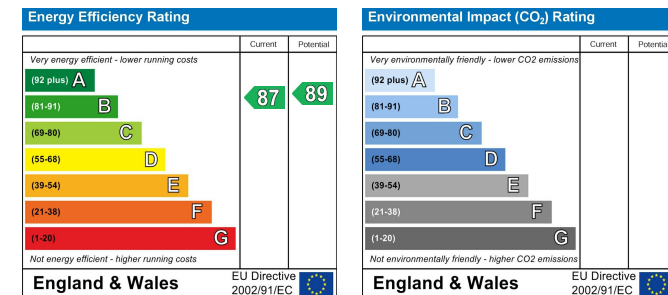 Energy Efficiency Rating
Current Potential
Very energy efficient - lower running costs
(92 plus) A
(81-91) B
(69-80) C
(55-68) D
(39-54) E
(21-38) F
(1-20) G
87 89
Not energy efficient - higher running costs
England & Wales
EU Directive
2002/91/EC
Environmental Impact (CO₂) Rating
Current Potential
Very environmentally friendly - lower CO2 emissions
(92 plus) A
(81-91) B
(69-80) C
(55-68) D
(39-54) E
(21-38) F
(1-20) G
Not environmentally friendly - higher CO2 emissions
England & Wales
EU Directive
2002/91/EC